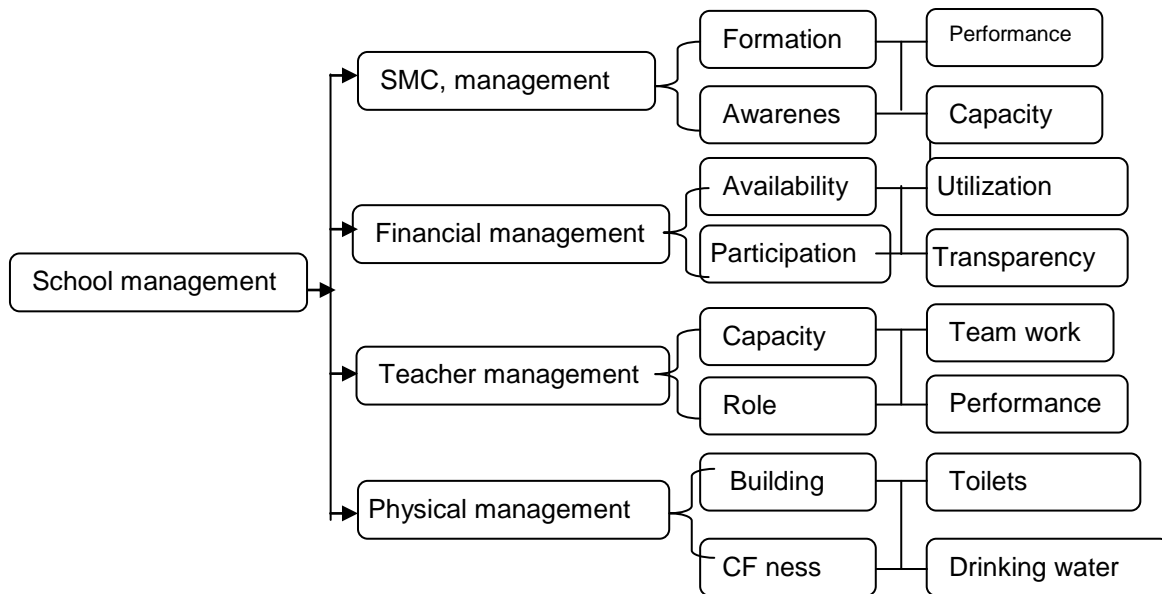 Formation
Performance
SMC, management
Awarenes
Capacity
Availability
Utilization
Financial management
Participation
Transparency
School management
Capacity
Team work
Teacher management
Role
Performance
Building
Toilets
Physical management
CF ness
Drinking water